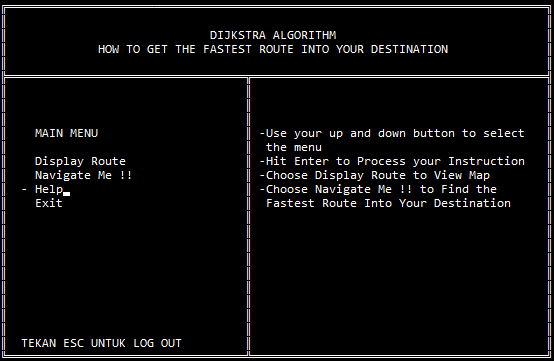 DIJKSTRA ALGORITHM
HOW TO GET THE FASTEST ROUTE INTO YOUR DESTINATION
MAIN MENU
Display Route
Navigate Me !!
- Help
Exit
-Use your up and down button to select
the menu
-Hit Enter to Process your Instruction
-Choose Display Route to View Map
-Choose Navigate Me !! to Find the
Fastest Route Into Your Destination
TEKAN ESC UNTUK LOG OUT